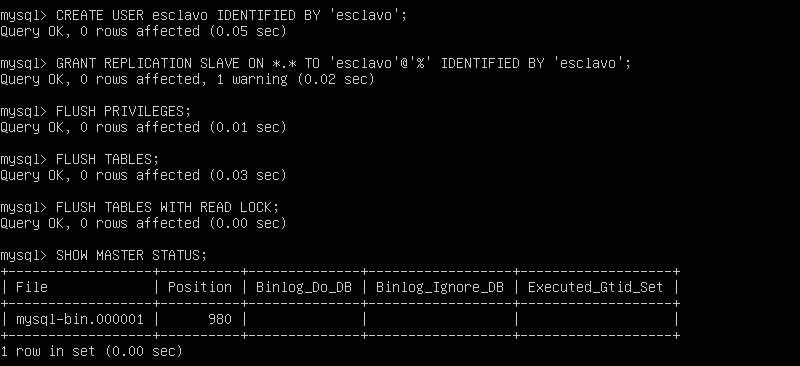 mysql> CREATE USER esclavo IDENTIFIED BY 'esclavo';
Query OK, 0 rows affected (0.05 sec)
mysql> GRANT REPLICATION SLAVE ON *.* TO 'esclavo'@'%' IDENTIFIED BY 'esclavo';
Query OK, 0 rows affected, 1 warning (0.02 sec)
mysql> FLUSH PRIVILEGES;
Query OK, 0 rows affected (0.01 sec)
mysql> FLUSH TABLES;
Query OK, 0 rows affected (0.03 sec)
mysql> FLUSH TABLES WITH READ LOCK;
Query OK, 0 rows affected (0.00 sec)
mysql> SHOW MASTER STATUS;
+------------------+----------+--------------+------------------+-------------------+
| File             | Position | Binlog_Do_DB | Binlog_Ignore_DB | Executed_Gtid_Set |
+------------------+----------+--------------+------------------+-------------------+
| mysql-bin.000001 |      980 |              |                  |                   |
+------------------+----------+--------------+------------------+-------------------+
1 row in set (0.00 sec)